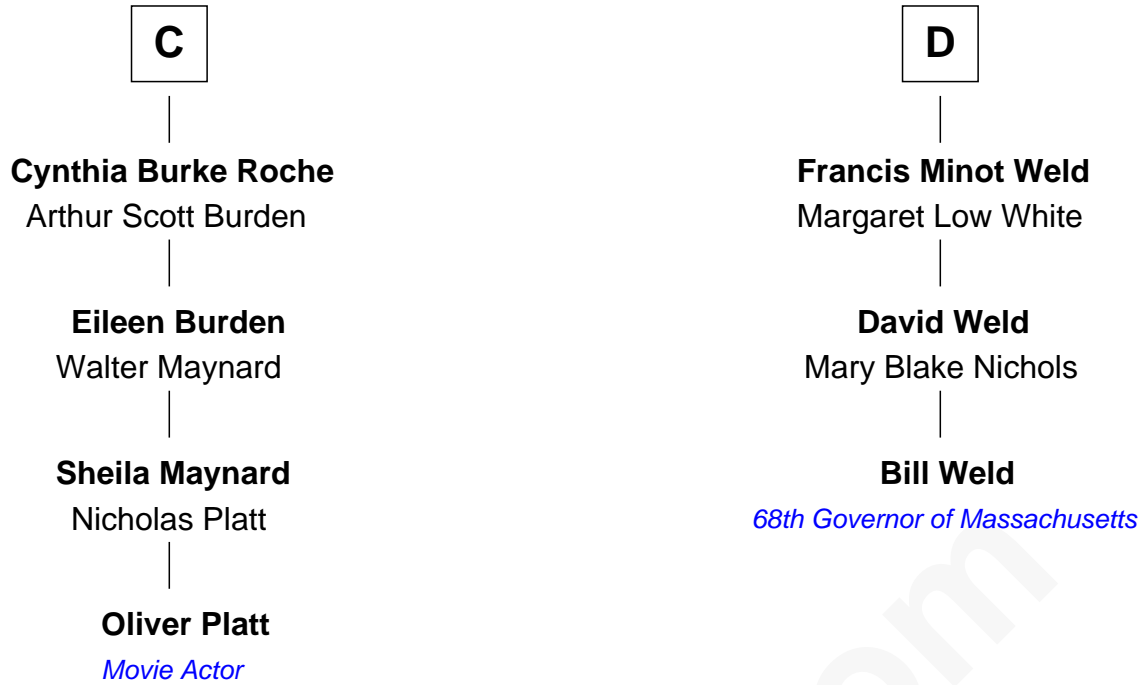 C
Cynthia Burke Roche
Arthur Scott Burden
Eileen Burden
Walter Maynard
Sheila Maynard
Nicholas Platt
Oliver Platt
Movie Actor
D
Francis Minot Weld
Margaret Low White
David Weld
Mary Blake Nichols
Bill Weld
68th Governor of Massachusetts
om